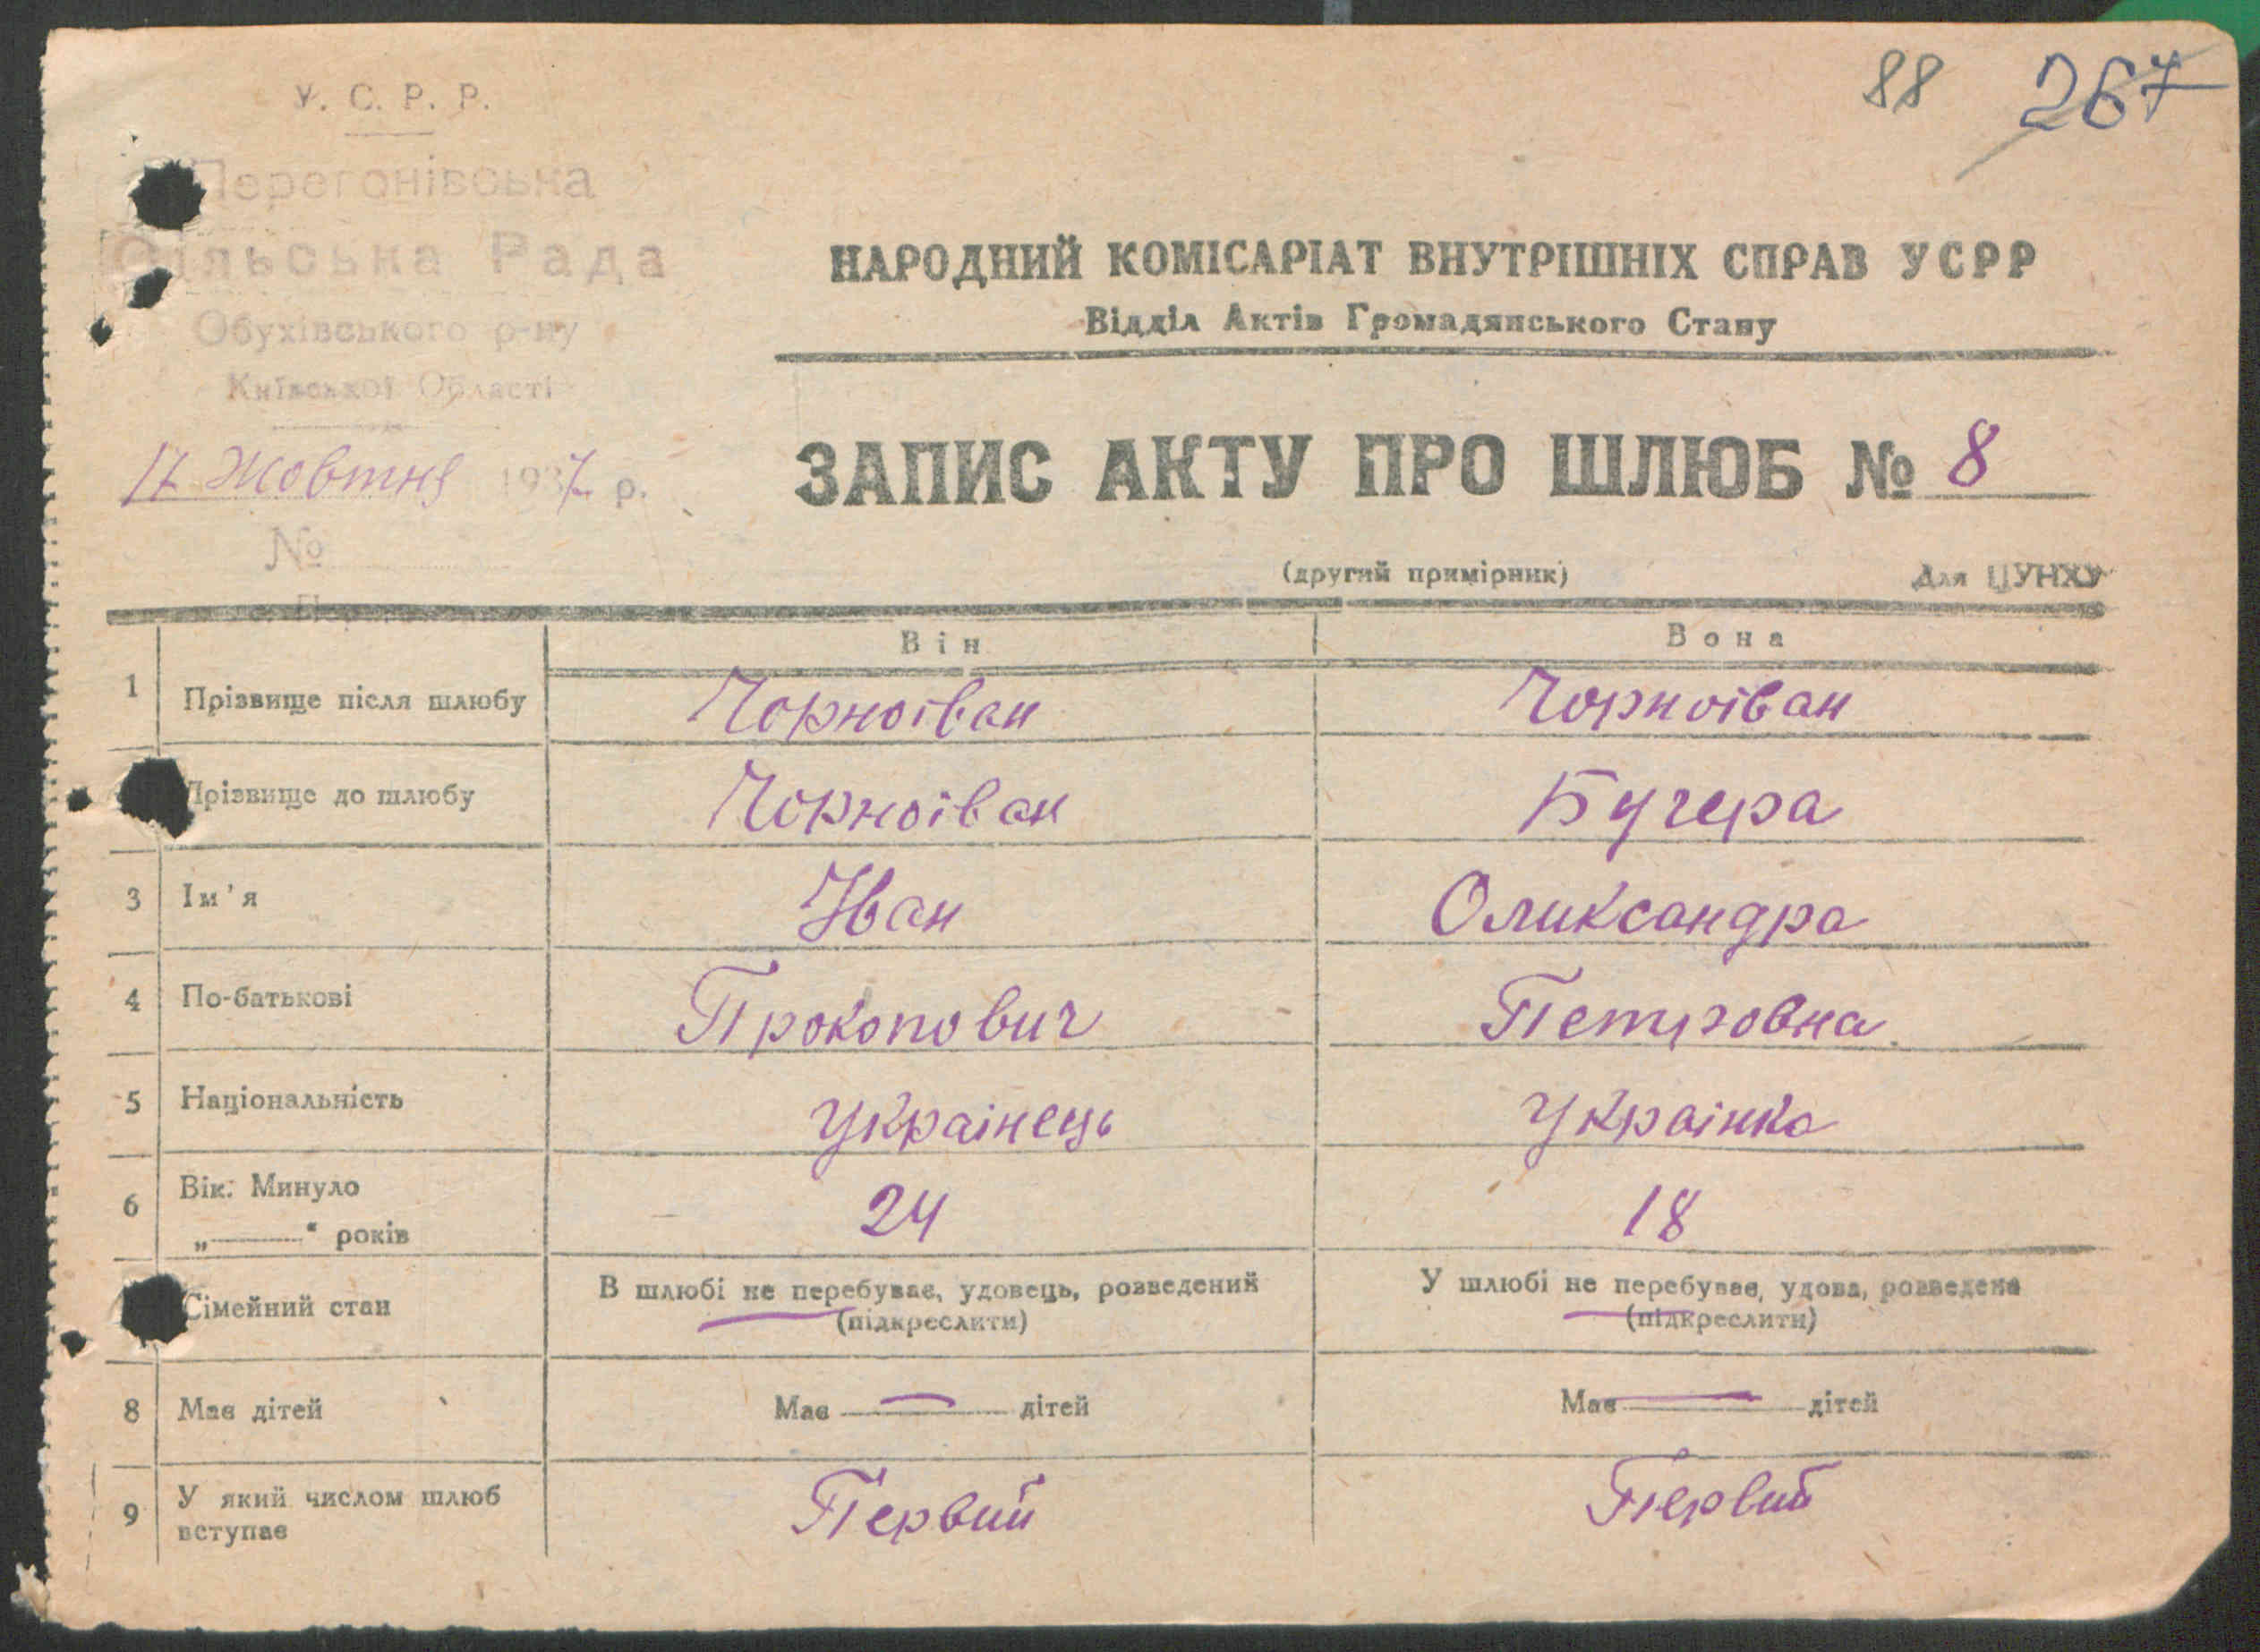 88 267
У. С. Р. Р.
Перегонівська
Сільська Рада
Обухівського р-ну
Київської Області
17 Жовтня 1937 р.
№
НАРОДНИЙ КОМІСАРІАТ ВНУТРІШНІХ СПРАВ УСРР
Відділ Актів Громадянського Стану
ЗАПИС АКТУ ПРО ШЛЮБ № 8
(другий примірник) Для ЦУНХУ
Він Вона
1 Прізвище після шлюбу Чорноіван Чорноіван
Прізвище до шлюбу Чорноіван Бучера
3 Ім'я Іван Олександра
4 По-батькові Прокопович Петровна
5 Національність Українець Українка
6 Вік. Минуло
„——“ років 24 18
Сімейний стан В шлюбі не перебуває, удовець, розведений У шлюбі не перебуває, удова, розведена
(підкреслити) (підкреслити)
8 Має дітей Має — дітей Має — дітей
9 У який числом шлюб
вступає Первий Первий